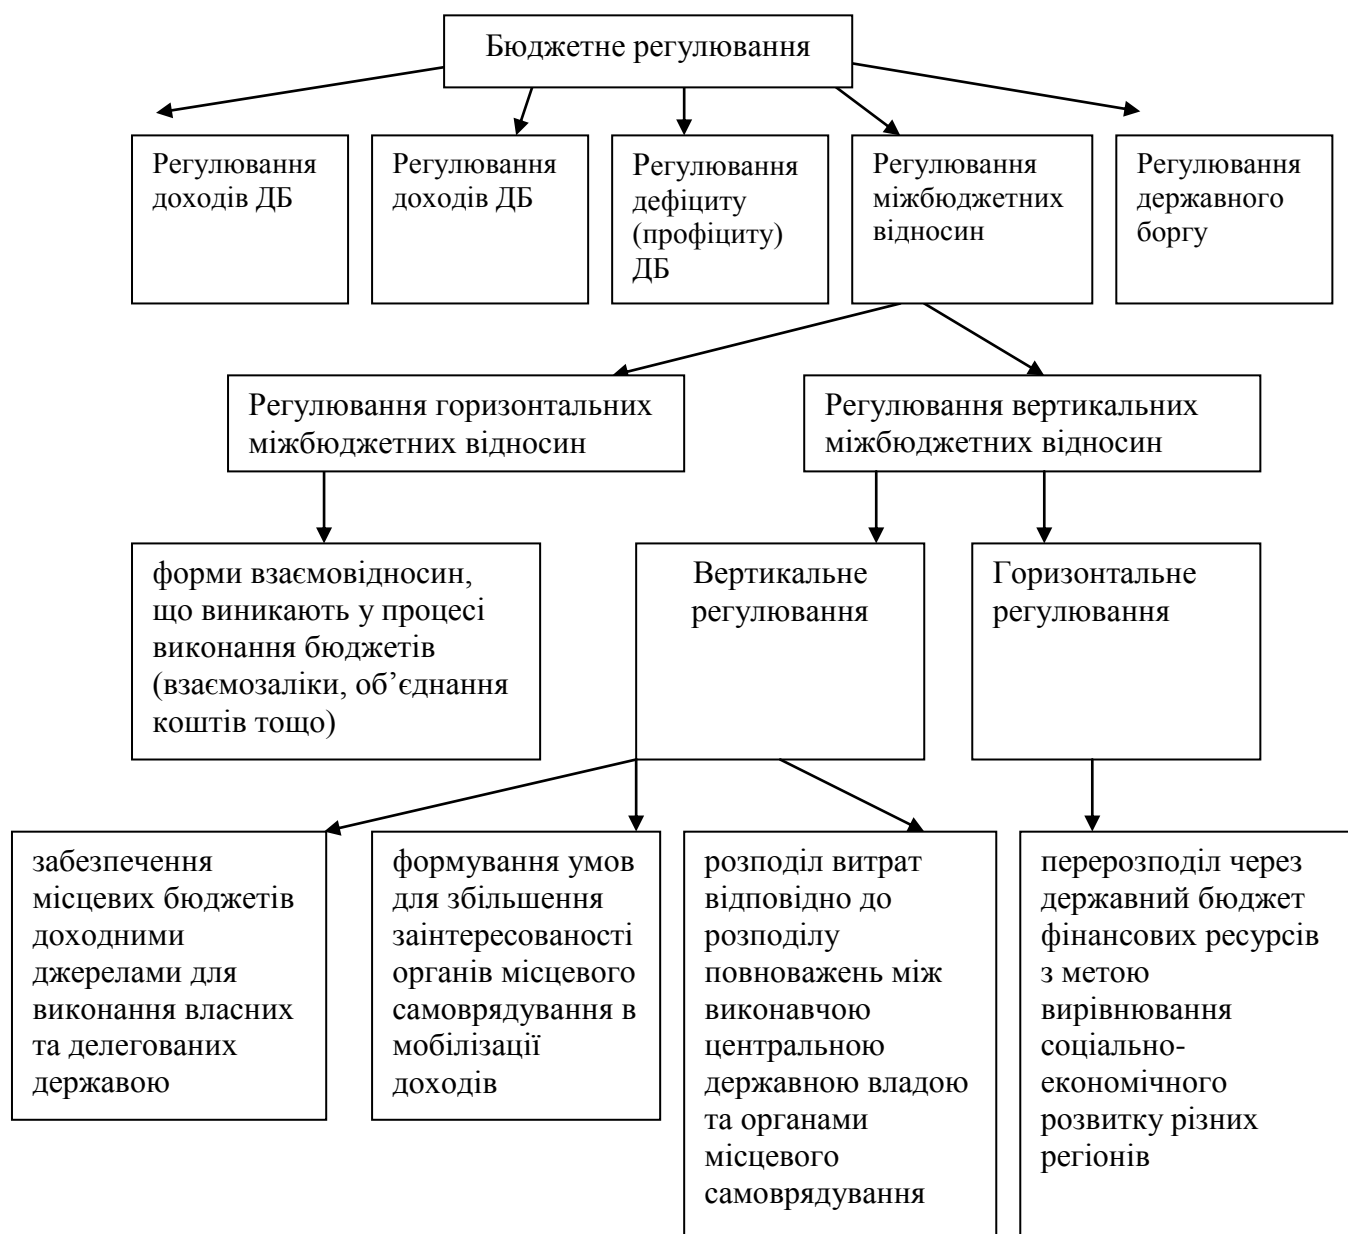 Бюджетне регулювання
Регулювання
доходів ДБ
Регулювання
доходів ДБ
Регулювання
дефіциту
(профіциту)
ДБ
Регулювання
міжбюджетних
відносин
Регулювання
державного
боргу
Регулювання горизонтальних
міжбюджетних відносин
Регулювання вертикальних
міжбюджетних відносин
форми взаємовідносин,
що виникають у процесі
виконання бюджетів
(взаємозаліки, об’єднання
коштів тощо)
Вертикальне
регулювання
Горизонтальне
регулювання
забезпечення
місцевих бюджетів
доходними
джерелами для
виконання власних
та делегованих
державою
формування умов
для збільшення
заінтересованості
органів місцевого
самоврядування в
мобілізації
доходів
розподіл витрат
відповідно до
розподілу
повноважень між
виконавчою
центральною
державною владою
та органами
місцевого
самоврядування
перерозподіл через
державний бюджет
фінансових ресурсів
з метою
вирівнювання
соціально-
економічного
розвитку різних
регіонів